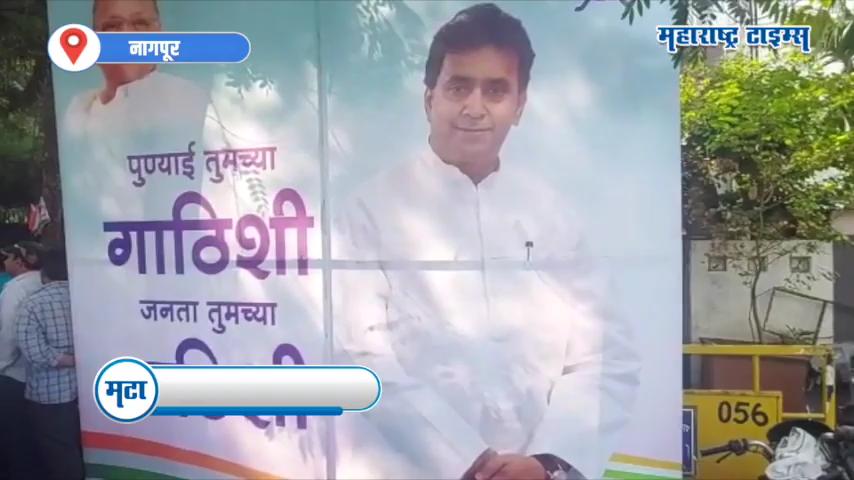 नागपूर
महाराष्ट्र टाइम्स
पुण्याई तुमच्या
गाठिशी
जनता तुमच्या
मटा
056